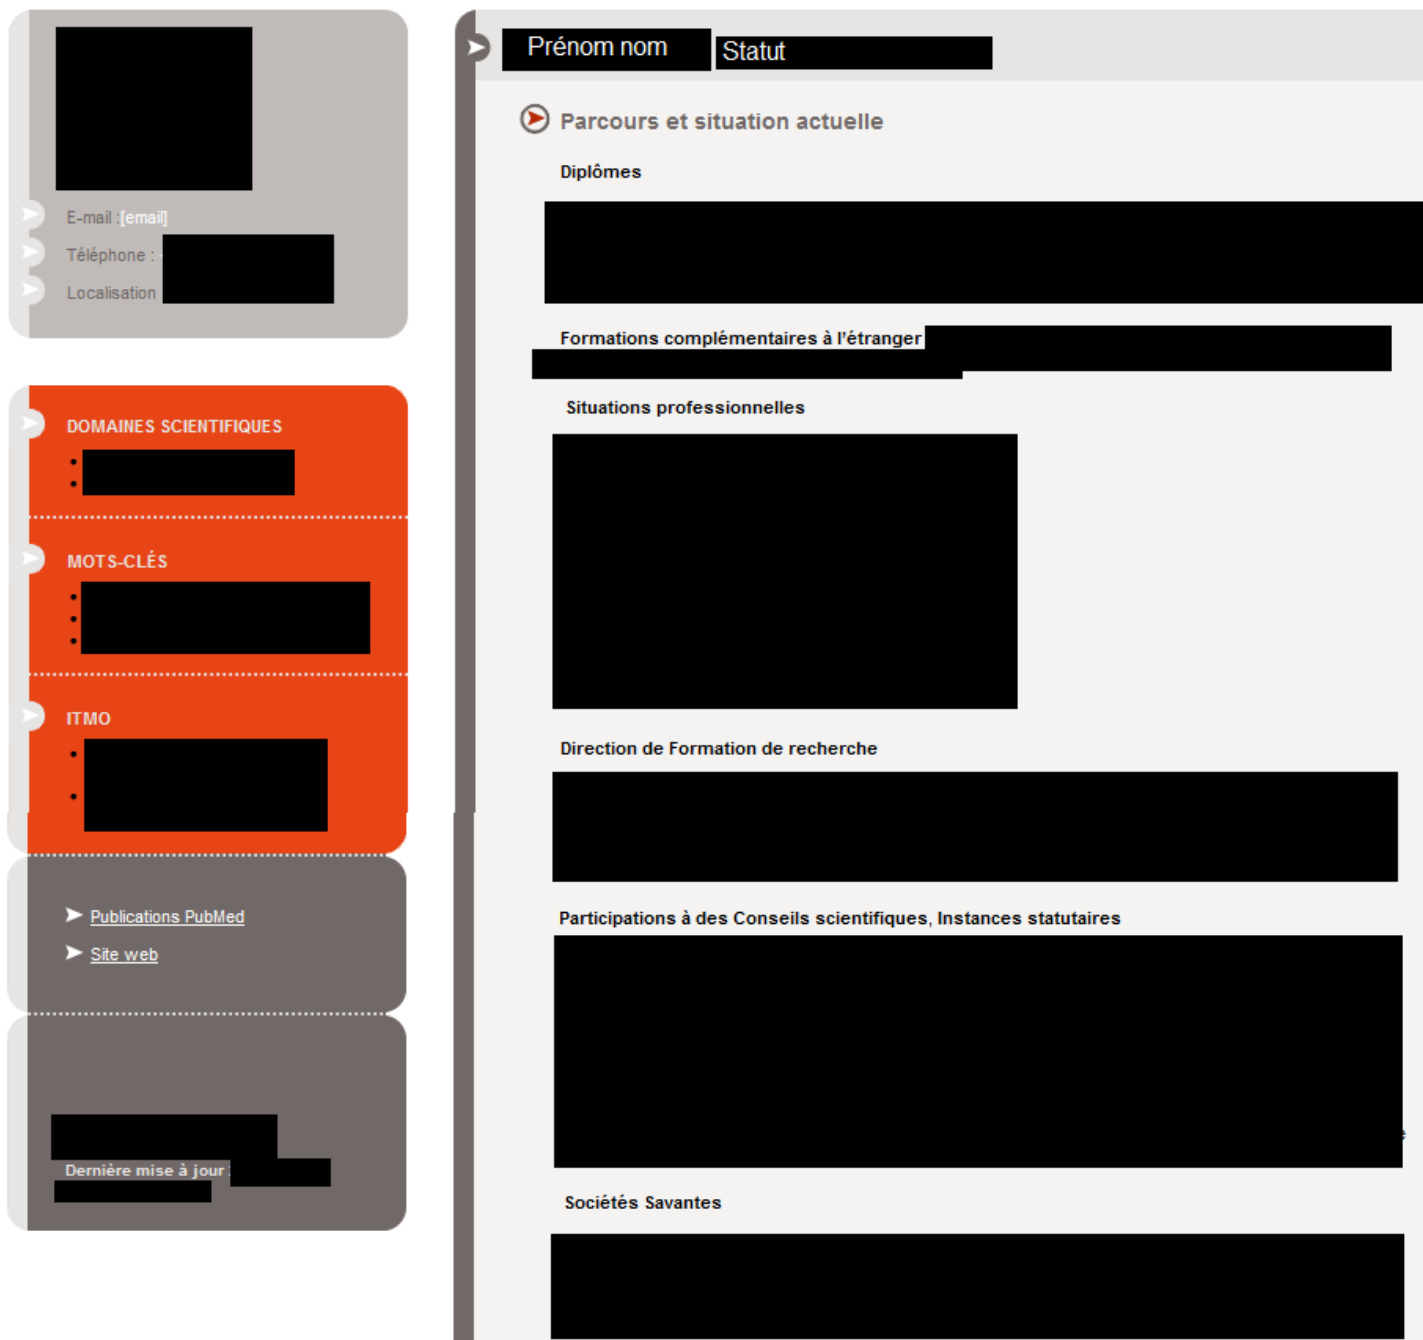 E-mail :[email]
Téléphone :
Localisation
DOMAINES SCIENTIFIQUES
MOTS-CLÉS
ITMO
Publications PubMed
Site web
Dernière mise à jour :
Prénom nom Statut
Parcours et situation actuelle
Diplômes
Formations complémentaires à l'étranger
Situations professionnelles
Direction de Formation de recherche
Participations à des Conseils scientifiques, Instances statutaires
Sociétés Savantes